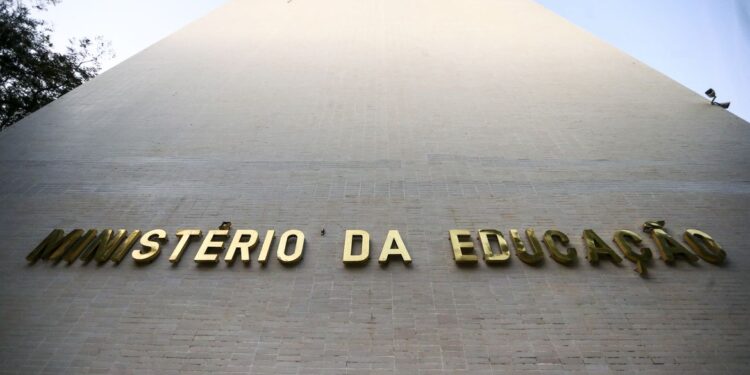 MINISTÉRIO DA EDUCAÇÃO